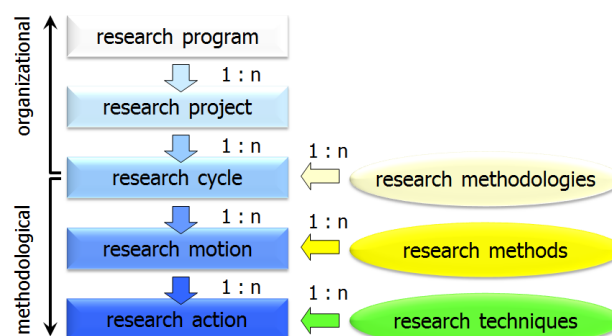 organizational
research program
1 : n
research project
1 : n
research cycle
1 : n
research methodologies
methodological
1 : n
research motion
1 : n
research methods
1 : n
research action
1 : n
research techniques